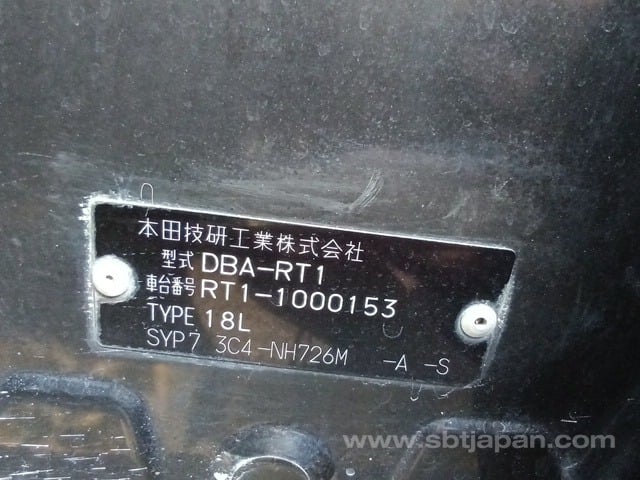 本田技研工業株式会社
型式 DBA-RT1
車台番号 RT1-1000153
TYPE 18L
SYP7 3C4-NH726M -A -S
www.sbtjapan.com